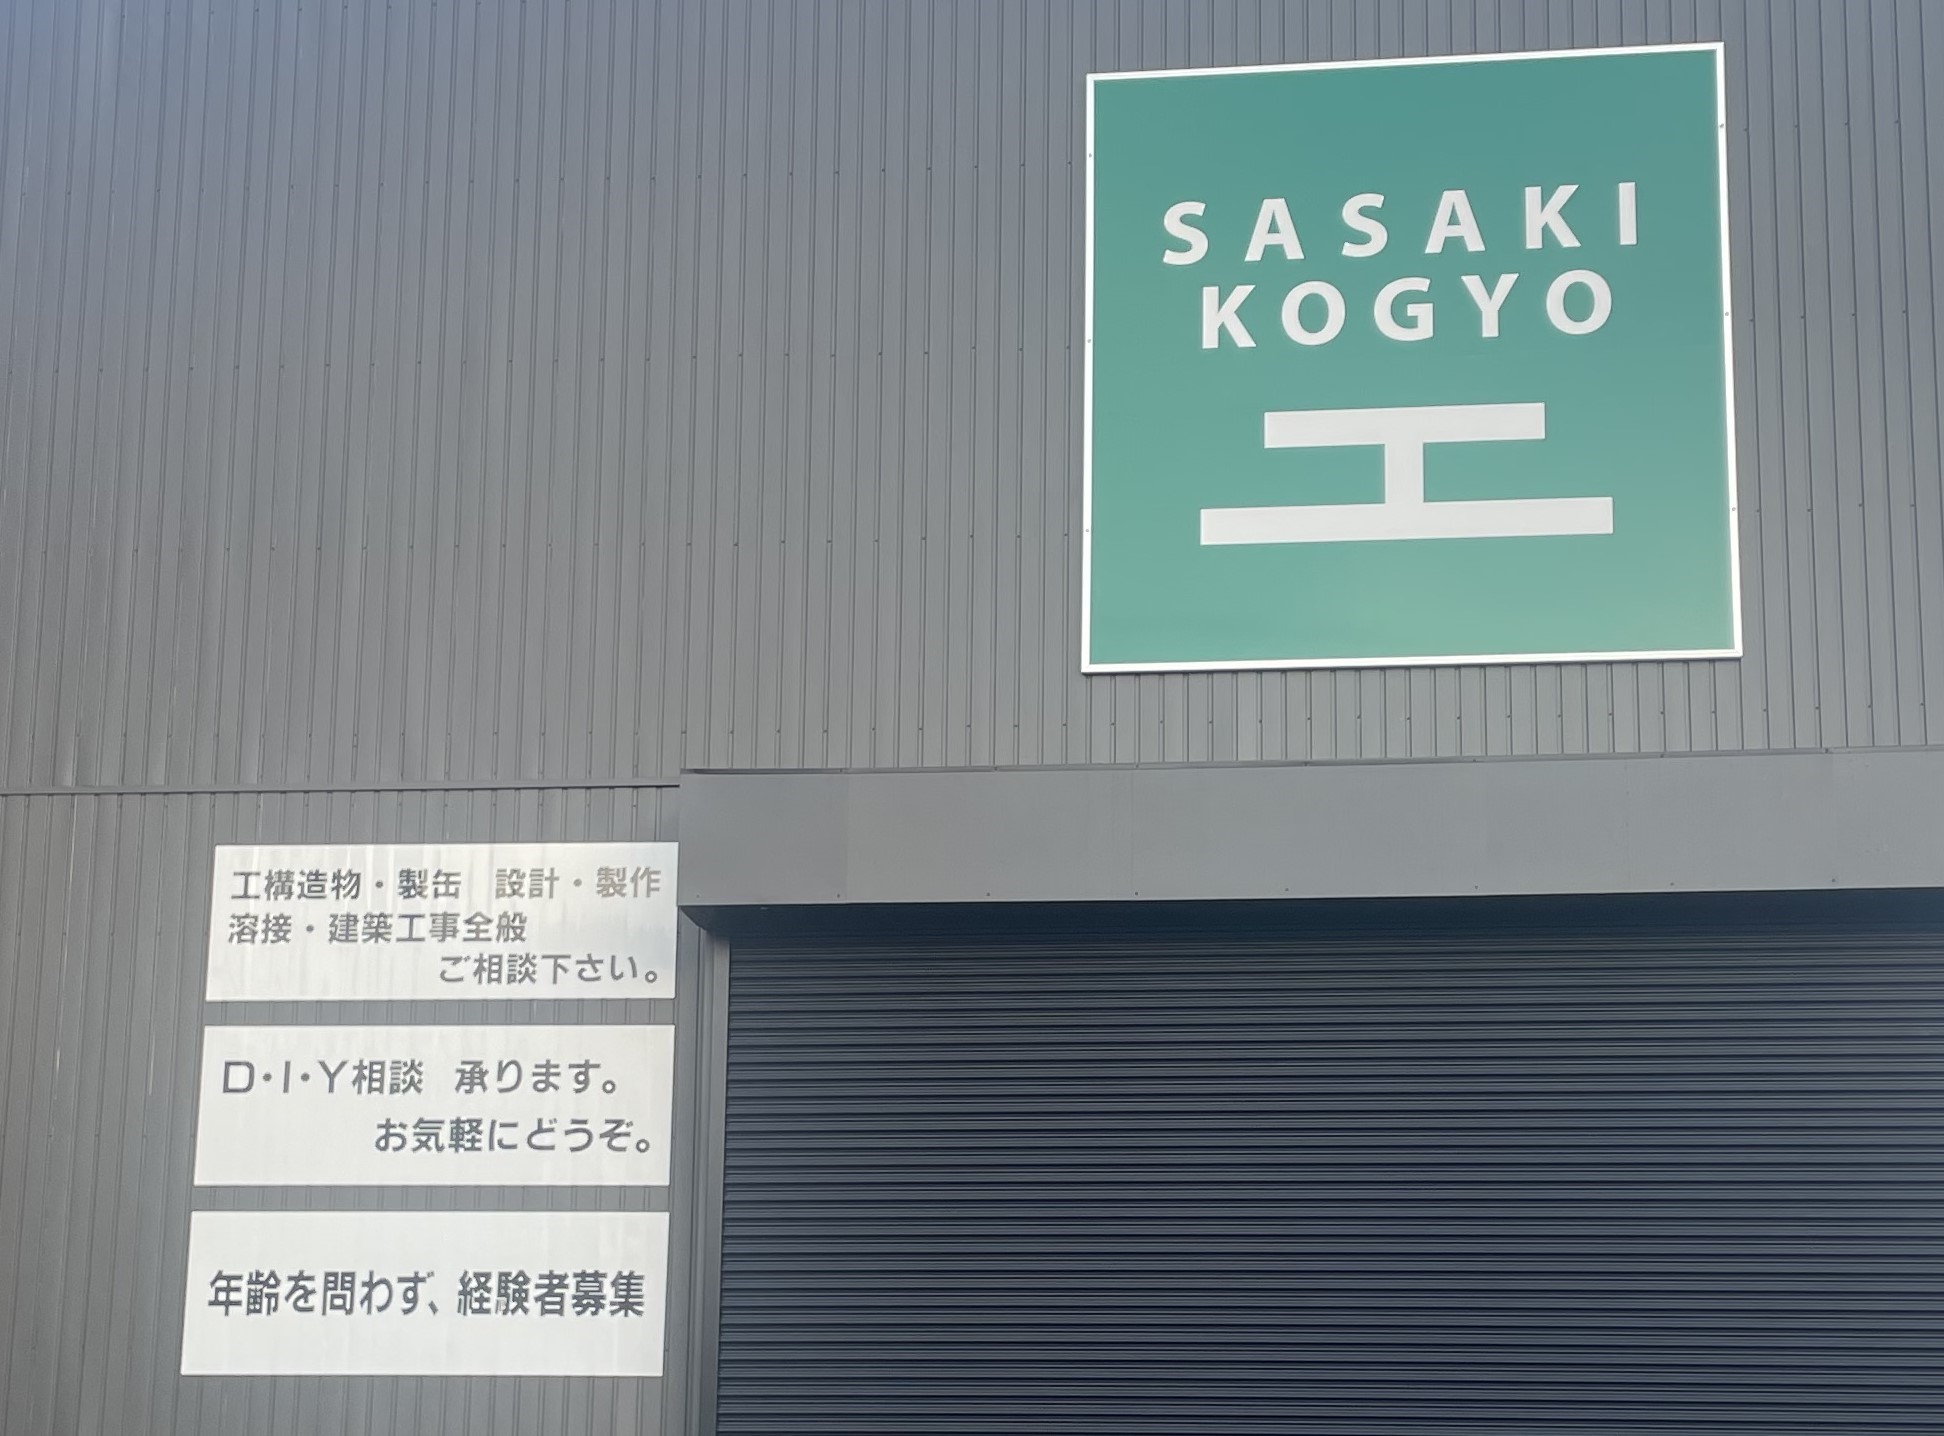 SASAKI
KOGYO
工
工構造物・製缶　設計・製作
溶接・建築工事全般
ご相談下さい。
D・I・Y相談　承ります。
お気軽にどうぞ。
年齢を問わず、経験者募集